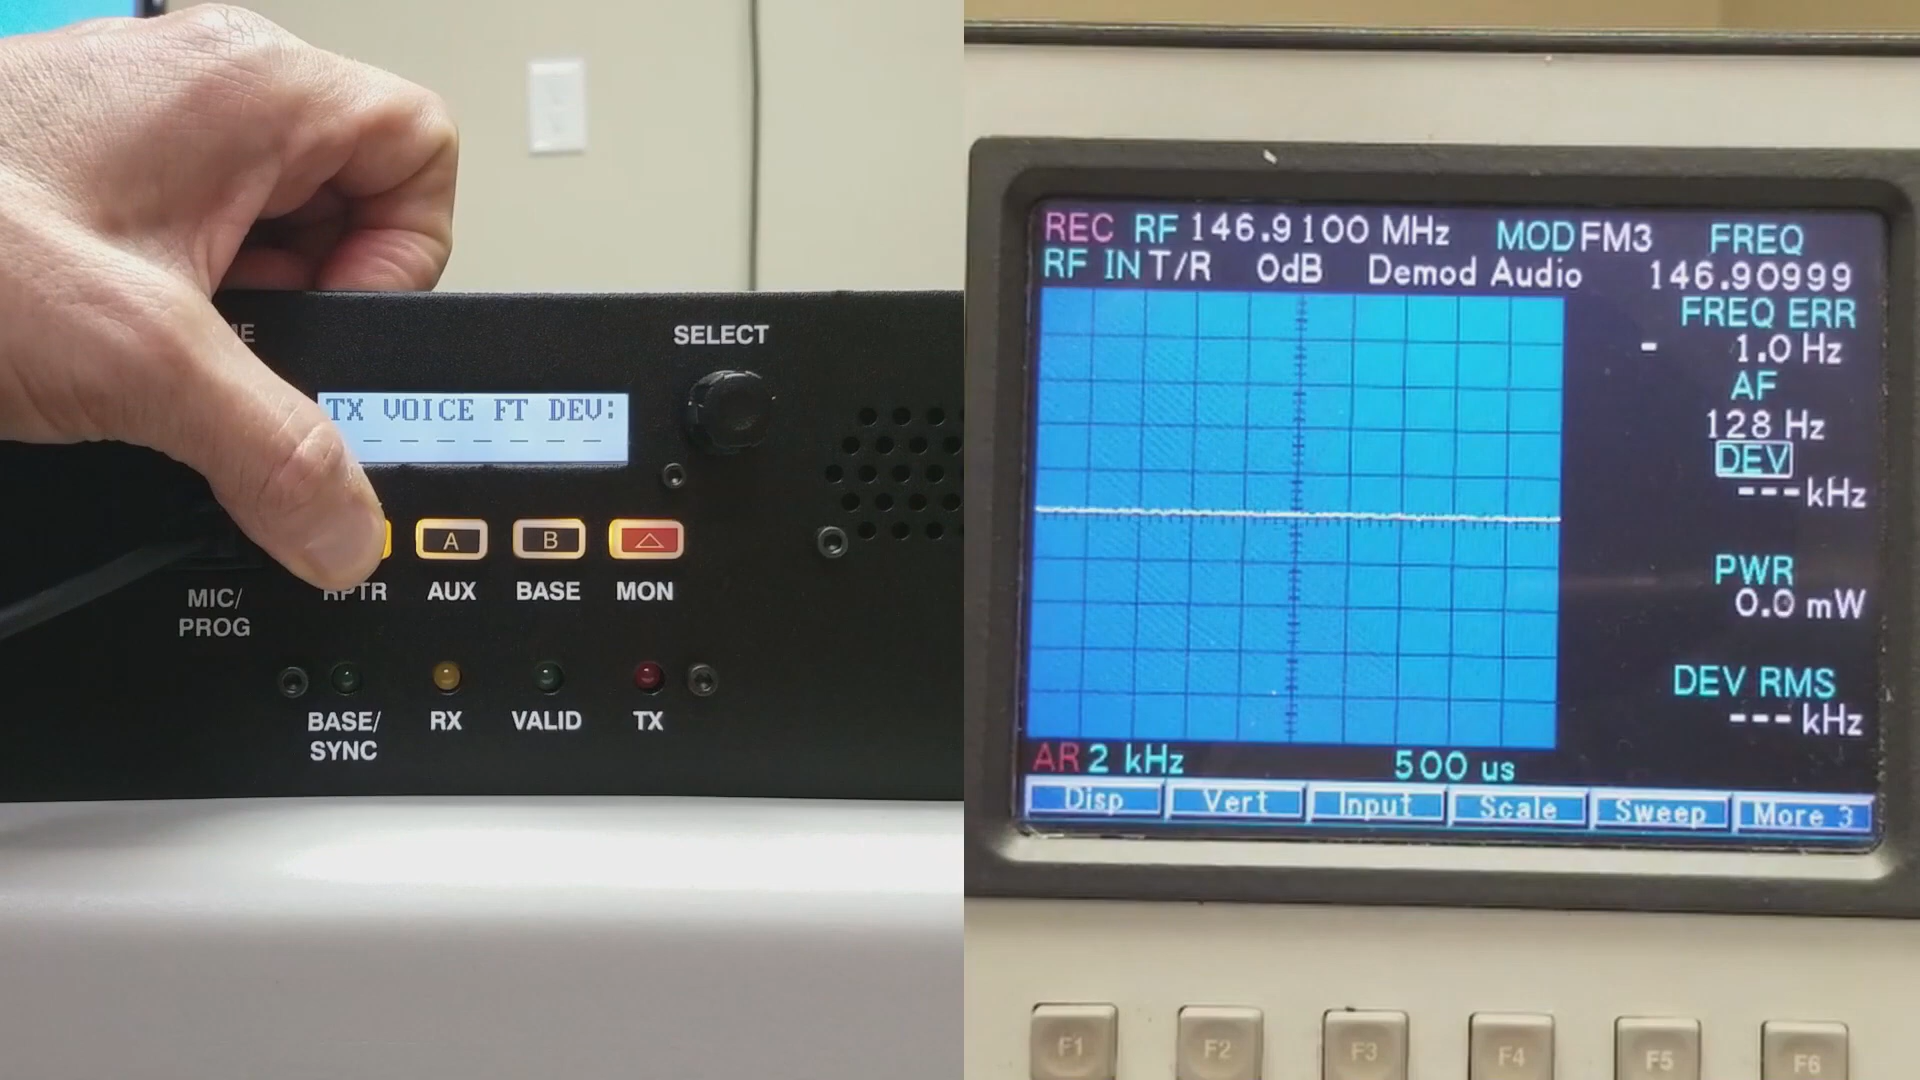 SELECT
TX VOICE FT DEV:
- - - - - - -
A
B
RPTR
AUX
BASE
MON
MIC/
PROG
BASE/
SYNC
RX
VALID
TX
REC RF 146.9100 MHz MOD FM3 FREQ
RF IN T/R 0dB Demod Audio 146.90999
FREQ ERR
- 1.0 Hz
AF
128 Hz
DEV
---kHz
PWR
0.0 mW
DEV RMS
--- kHz
AR 2 kHz 500 us
Disp Vert Input Scale Sweep More 3
F1 F2 F3 F4 F5 F6